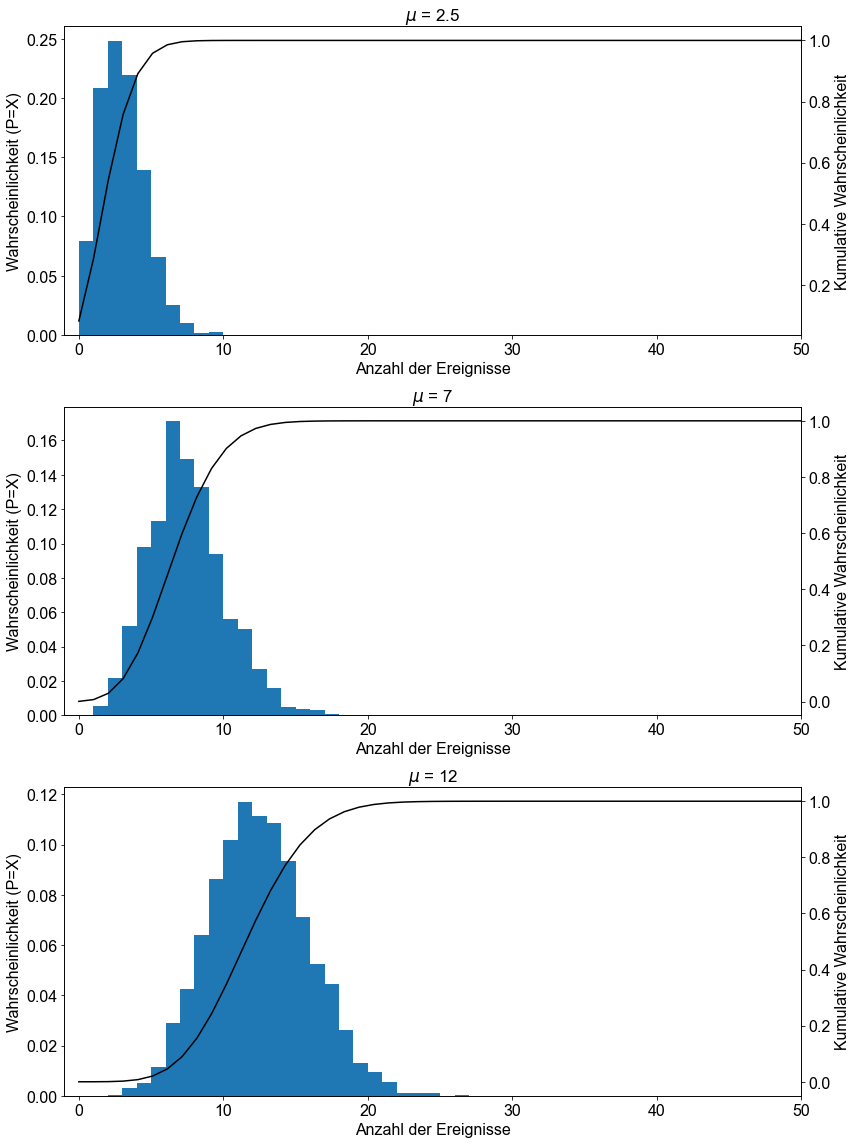 μ = 2.5
Wahrscheinlichkeit (P=X)
0.25
0.20
0.15
0.10
0.05
0.00
1.0
0.8
0.6
0.4
0.2
Kumulative Wahrscheinlichkeit
0 10 20 30 40 50
Anzahl der Ereignisse
μ = 7
Wahrscheinlichkeit (P=X)
0.16
0.14
0.12
0.10
0.08
0.06
0.04
0.02
0.00
1.0
0.8
0.6
0.4
0.2
0.0
Kumulative Wahrscheinlichkeit
0 10 20 30 40 50
Anzahl der Ereignisse
μ = 12
Wahrscheinlichkeit (P=X)
0.12
0.10
0.08
0.06
0.04
0.02
0.00
1.0
0.8
0.6
0.4
0.2
0.0
Kumulative Wahrscheinlichkeit
0 10 20 30 40 50
Anzahl der Ereignisse